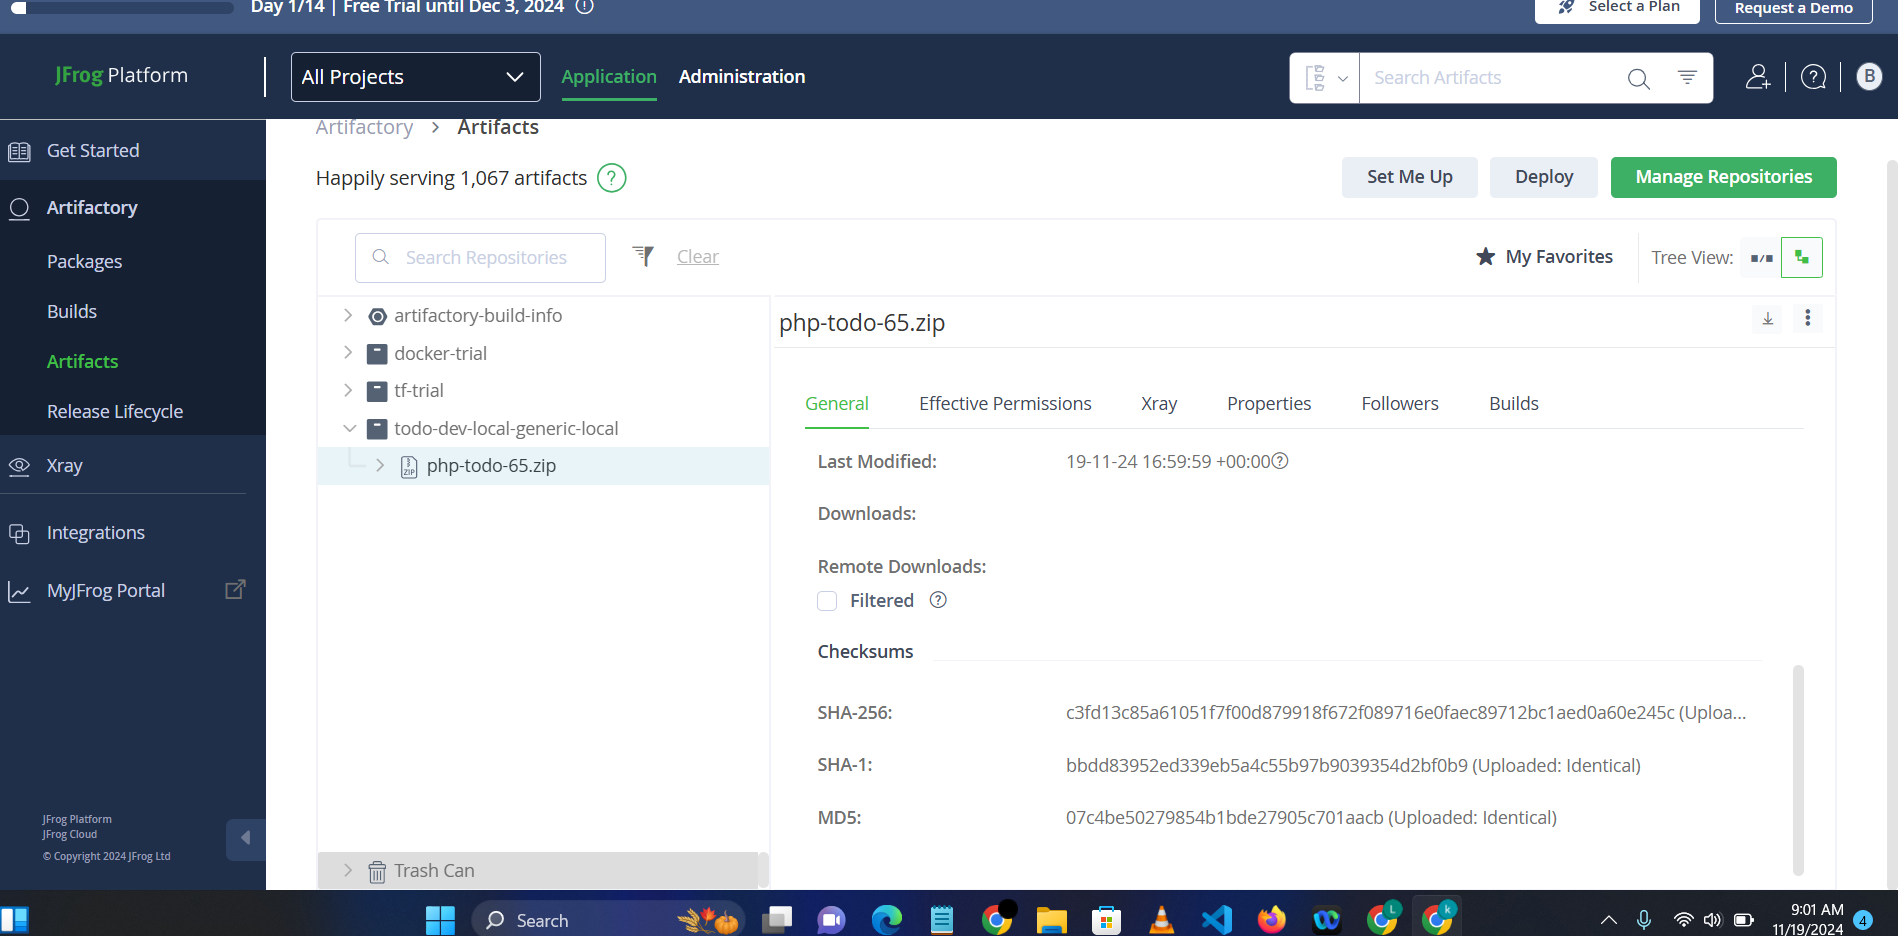 Day 1/14 | Free Trial until Dec 3, 2024
Select a Plan
Request a Demo
JFrog Platform
All Projects
Application
Administration
Search Artifacts
B
Get Started
Artifactory
Packages
Builds
Artifacts
Release Lifecycle
Xray
Integrations
MyJFrog Portal
JFrog Platform
JFrog Cloud
© Copyright 2024 JFrog Ltd
Artifactory > Artifacts
Happily serving 1,067 artifacts
Set Me Up
Deploy
Manage Repositories
Search Repositories
Clear
My Favorites
Tree View:
artifactory-build-info
docker-trial
tf-trial
todo-dev-local-generic-local
ZIP
php-todo-65.zip
Trash Can
php-todo-65.zip
General
Effective Permissions
Xray
Properties
Followers
Builds
Last Modified:
19-11-24 16:59:59 +00:00
Downloads:
Remote Downloads:
Filtered
Checksums
SHA-256:
c3fd13c85a61051f7f00d879918f672f089716e0faec89712bc1aed0a60e245c (Uploa...
SHA-1:
bbdd83952ed339eb5a4c55b97b9039354d2bf0b9 (Uploaded: Identical)
MD5:
07c4be50279854b1bde27905c701aacb (Uploaded: Identical)
Search
L
k
9:01 AM
11/19/2024
4